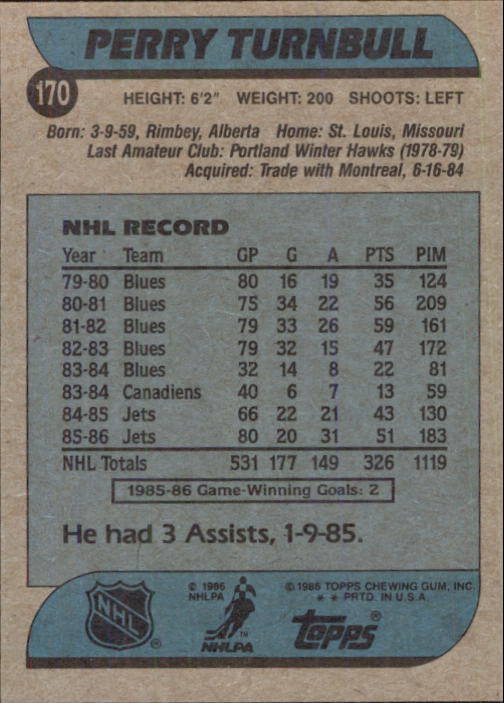 PERRY TURNBULL
170
HEIGHT: 6'2" WEIGHT: 200 SHOOTS: LEFT
Born: 3-9-59, Rimbey, Alberta Home: St. Louis, Missouri
Last Amateur Club: Portland Winter Hawks (1978-79)
Acquired: Trade with Montreal, 6-16-84
NHL RECORD
Year Team GP G A PTS PIM
79-80 Blues 80 16 19 35 124
80-81 Blues 75 34 22 56 209
81-82 Blues 79 33 26 59 161
82-83 Blues 79 32 15 47 172
83-84 Blues 32 14 8 22 81
83-84 Canadiens 40 6 7 13 59
84-85 Jets 66 22 21 43 130
85-86 Jets 80 20 31 51 183
NHL Totals 531 177 149 326 1119
1985-86 Game-Winning Goals: 2
He had 3 Assists, 1-9-85.
NHL ®
© 1986
NHLPA
™
NHLPA
© 1986 TOPPS CHEWING GUM, INC.
* * PRTD. IN U.S.A.
topps®